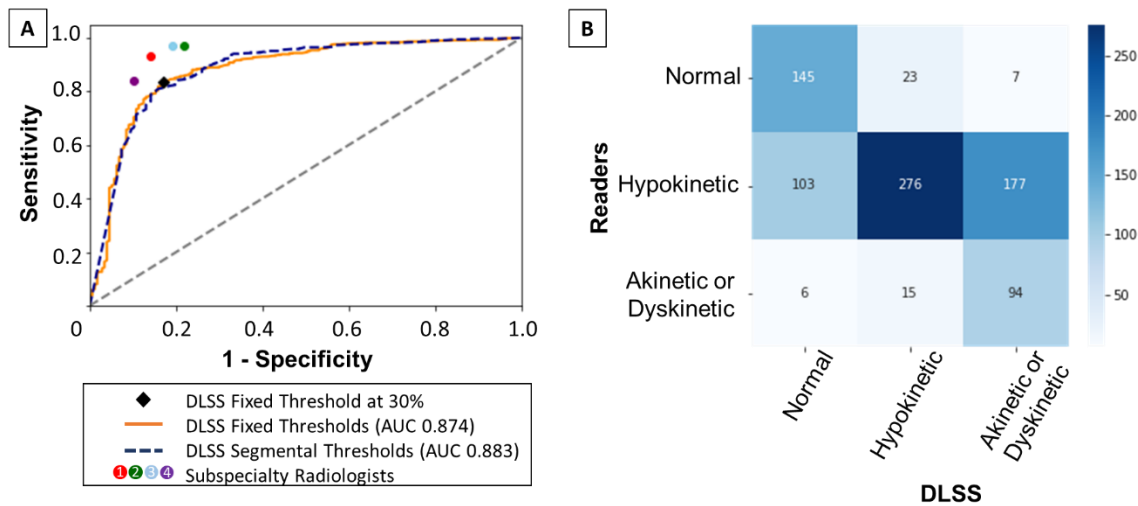 A
1.0
0.8
0.6
0.4
0.2
0
0.2
0.4
0.6
0.8
1.0
Sensitivity
1 - Specificity
DLSS Fixed Threshold at 30%
DLSS Fixed Thresholds (AUC 0.874)
DLSS Segmental Thresholds (AUC 0.883)
1 2 3 4 Subspecialty Radiologists
B
Readers
Normal
145 23 7
Hypokinetic
103 276 177
Akinetic or
Dyskinetic
6 15 94
Normal
Hypokinetic
Akinetic or
Dyskinetic
DLSS
250
200
150
100
50